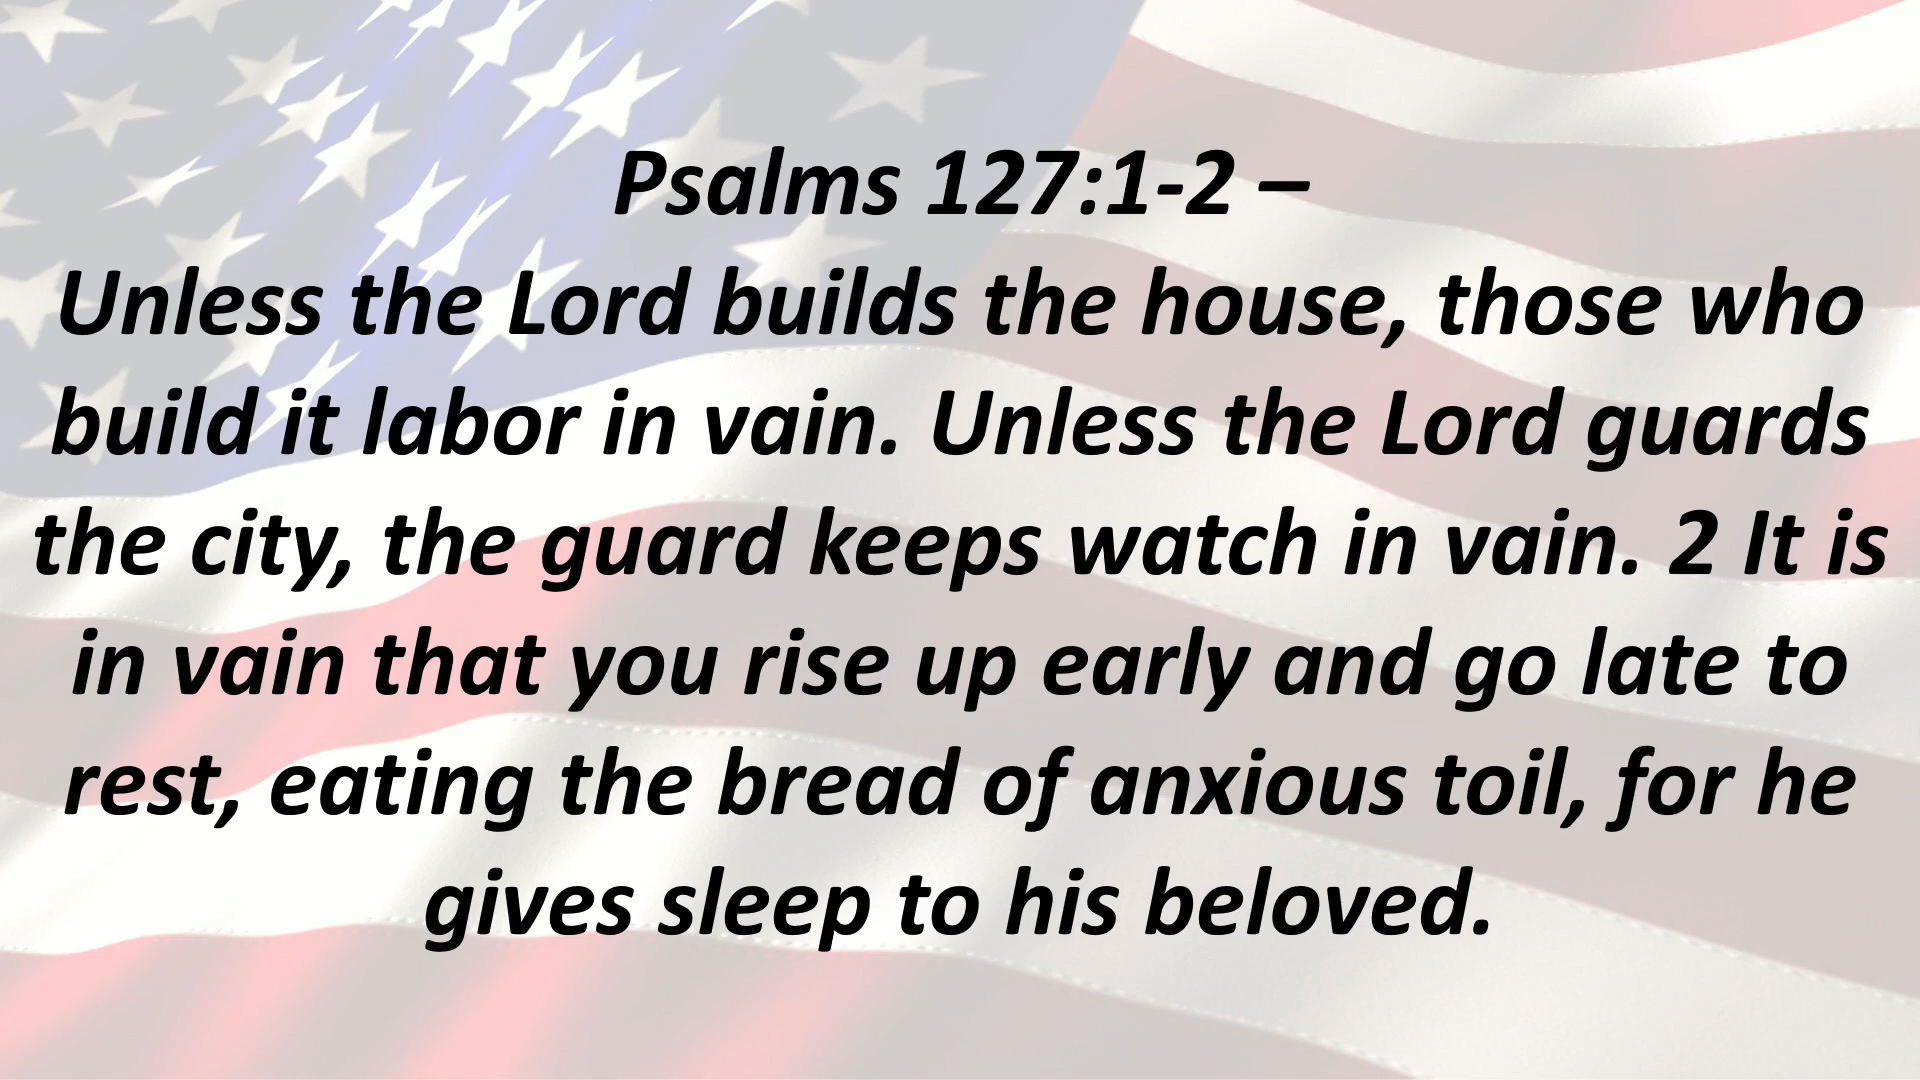 Psalms 127:1-2 –
Unless the Lord builds the house, those who
build it labor in vain. Unless the Lord guards
the city, the guard keeps watch in vain. 2 It is
in vain that you rise up early and go late to
rest, eating the bread of anxious toil, for he
gives sleep to his beloved.